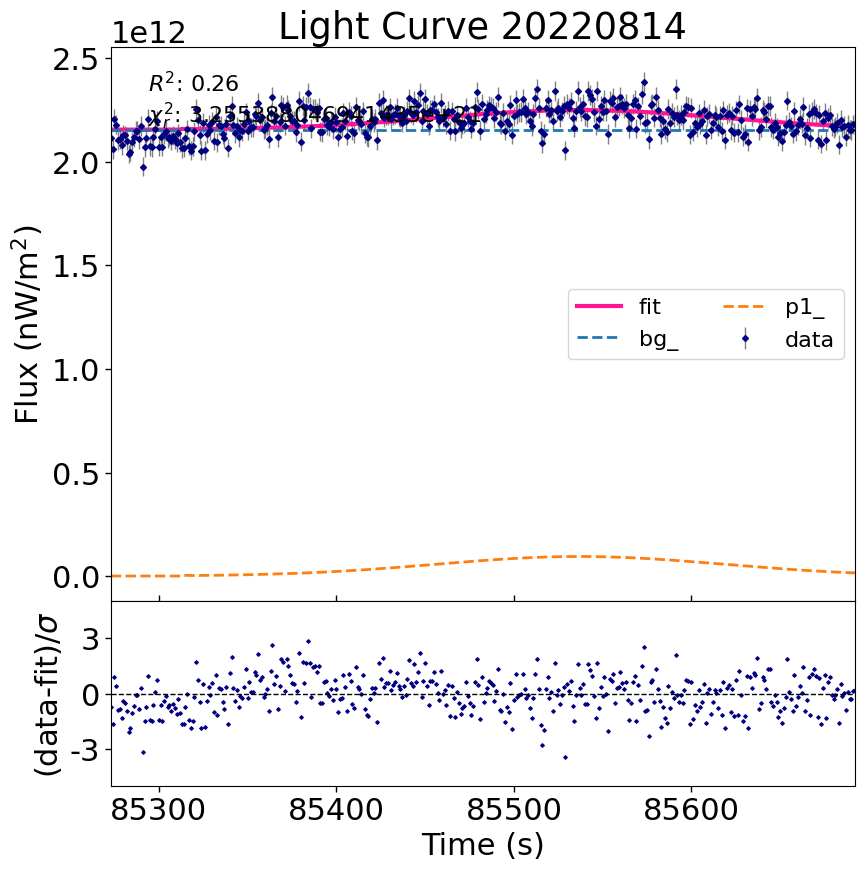 1e12
Light Curve 20220814
R²: 0.26
2.5
2.0
1.5
1.0
0.5
0.0
Flux (nW/m²)
fit
bg_
p1_
data
3
0
-3
(data-fit)/σ
85300
85400
85500
85600
Time (s)